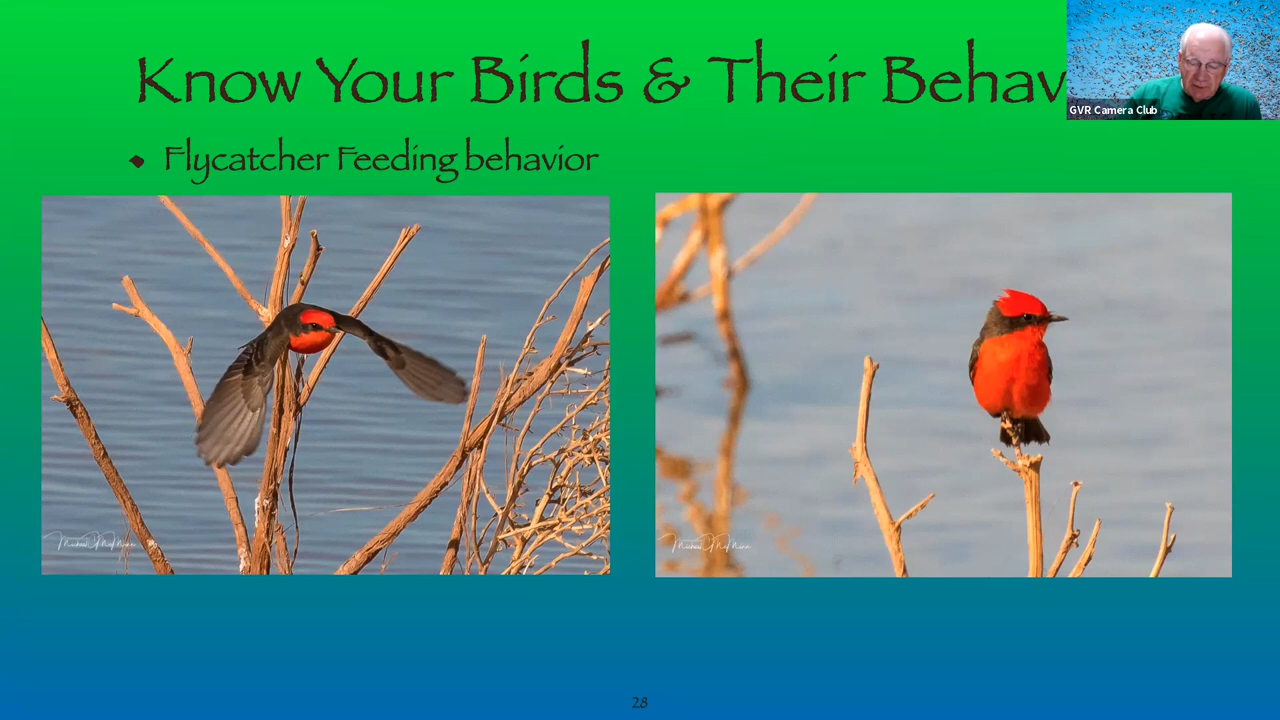 Know Your Birds & Their Behav
GVR Camera Club
Flycatcher Feeding behavior
28